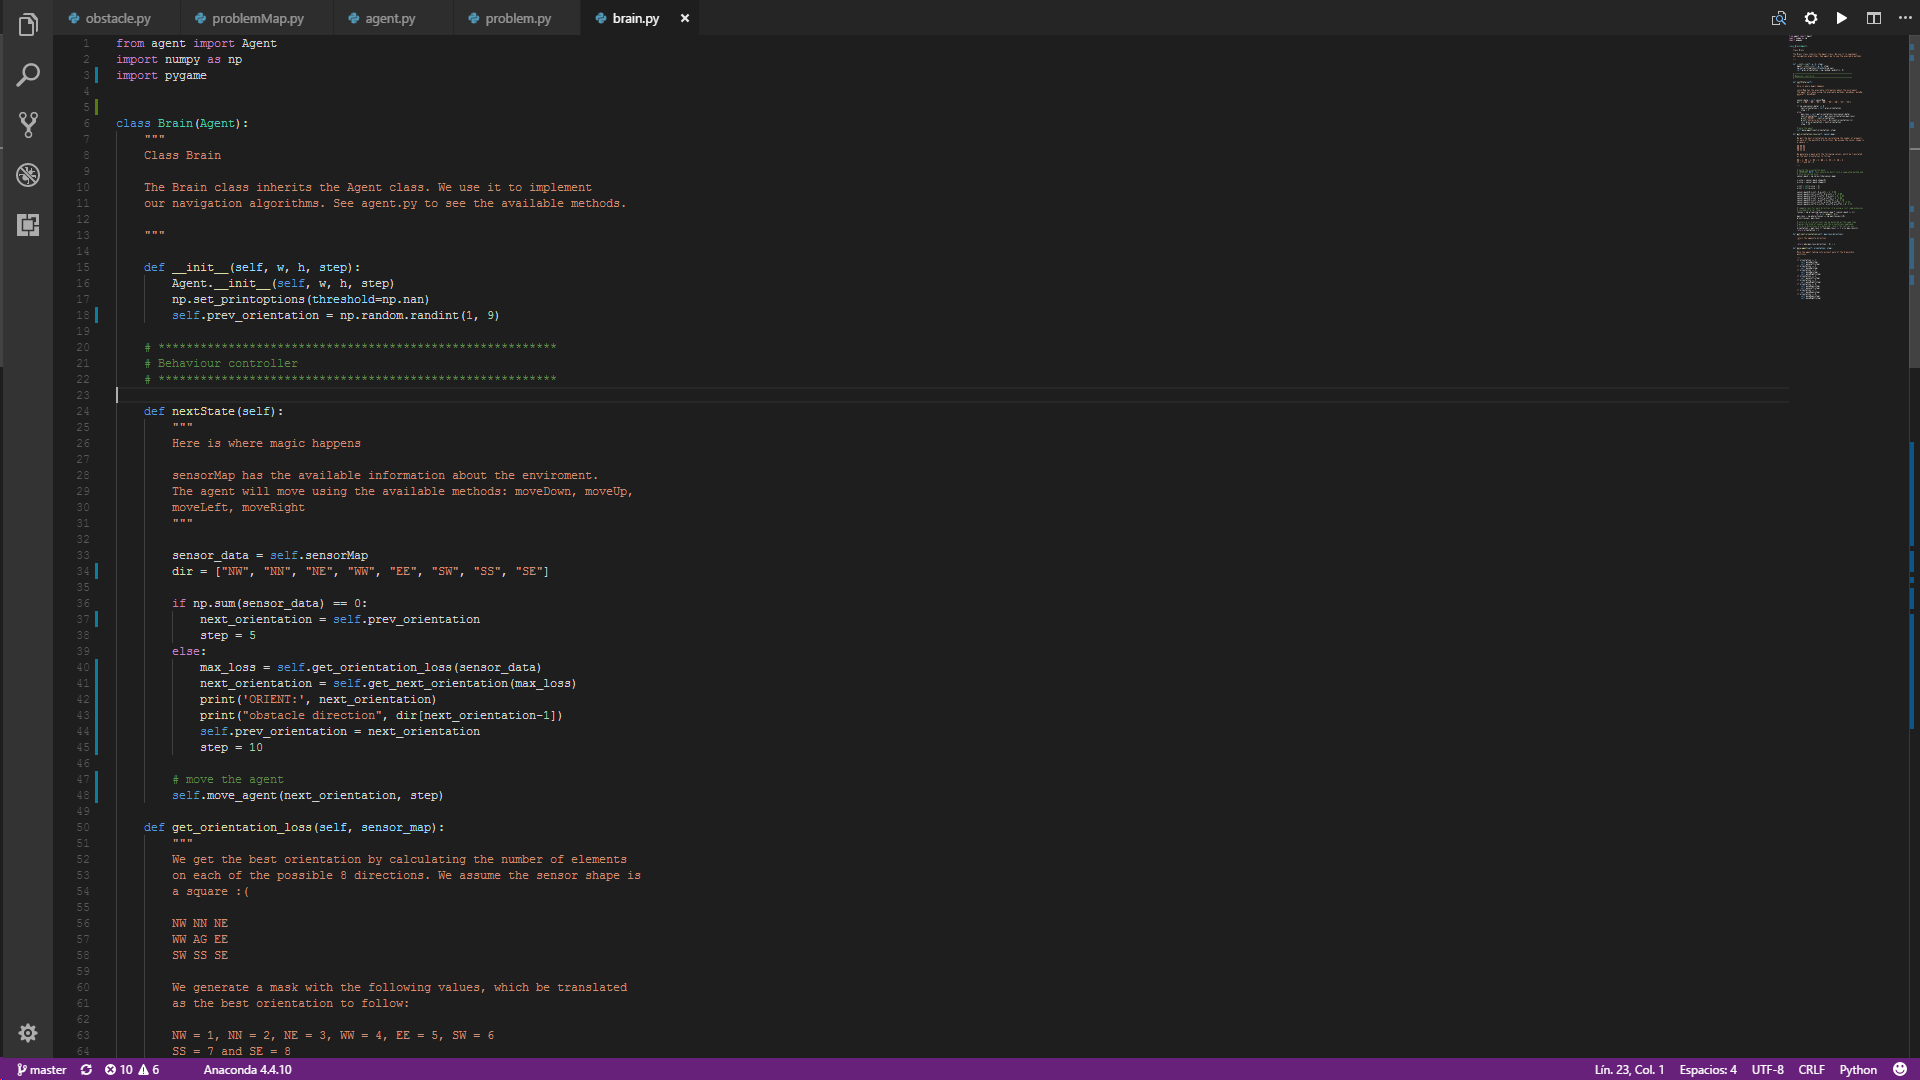 obstacle.py problemMap.py agent.py problem.py brain.py
1 from agent import Agent
2 import numpy as np
3 import pygame
4
5
6 class Brain(Agent):
7 """
8 Class Brain
9
10 The Brain class inherits the Agent class. We use it to implement
11 our navigation algorithms. See agent.py to see the available methods.
12
13 """
14
15 def __init__(self, w, h, step):
16 Agent.__init__(self, w, h, step)
17 np.set_printoptions(threshold=np.nan)
18 self.prev_orientation = np.random.randint(1, 9)
19
20 # *********************************************************
21 # Behaviour controller
22 # *********************************************************
23
24 def nextState(self):
25 """
26 Here is where magic happens
27
28 sensorMap has the available information about the enviroment.
29 The agent will move using the available methods: moveDown, moveUp,
30 moveLeft, moveRight
31 """
32
33 sensor_data = self.sensorMap
34 dir = ["NW", "NN", "NE", "WW", "EE", "SW", "SS", "SE"]
35
36 if np.sum(sensor_data) == 0:
37 next_orientation = self.prev_orientation
38 step = 5
39 else:
40 max_loss = self.get_orientation_loss(sensor_data)
41 next_orientation = self.get_next_orientation(max_loss)
42 print('ORIENT:', next_orientation)
43 print("obstacle direction", dir[next_orientation-1])
44 self.prev_orientation = next_orientation
45 step = 10
46
47 # move the agent
48 self.move_agent(next_orientation, step)
49
50 def get_orientation_loss(self, sensor_map):
51 """
52 We get the best orientation by calculating the number of elements
53 on each of the possible 8 directions. We assume the sensor shape is
54 a square :(
55
56 NW NN NE
57 WW AG EE
58 SW SS SE
59
60 We generate a mask with the following values, which be translated
61 as the best orientation to follow:
62
63 NW = 1, NN = 2, NE = 3, WW = 4, EE = 5, SW = 6
64 SS = 7 and SE = 8
master 10 6 Anaconda 4.4.10 Lín. 23, Col. 1 Espacios: 4 UTF-8 CRLF Python